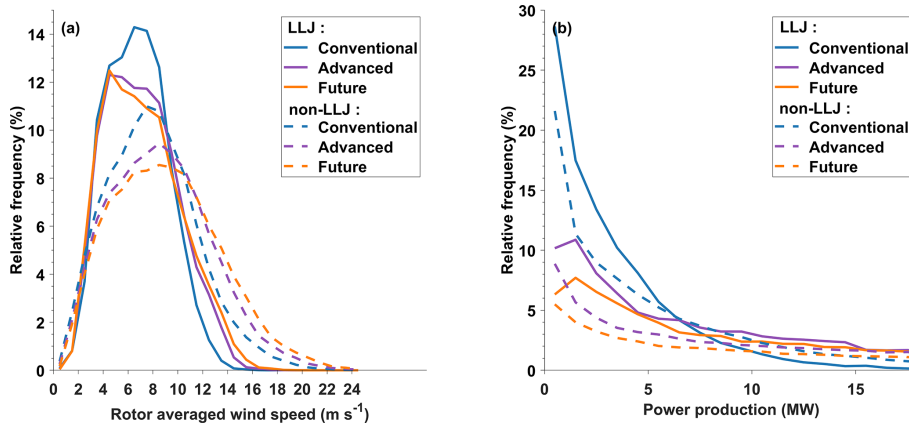 (a)
LLJ :
Conventional
Advanced
Future
non-LLJ :
Conventional
Advanced
Future
Relative frequency (%)
14
12
10
8
6
4
2
0
0 2 4 6 8 10 12 14 16 18 20 22 24
Rotor averaged wind speed (m s⁻¹)
(b)
LLJ :
Conventional
Advanced
Future
non-LLJ :
Conventional
Advanced
Future
Relative frequency (%)
30
25
20
15
10
5
0
0 5 10 15
Power production (MW)